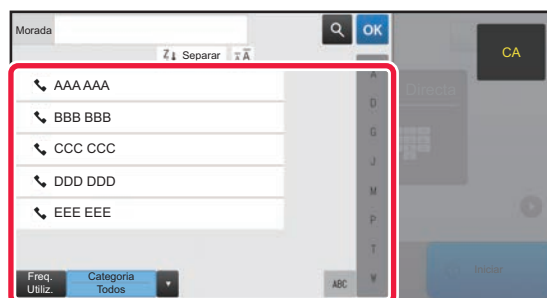 Morada
OK
Separar
CA
AAA AAA
BBB BBB
CCC CCC
DDD DDD
EEE EEE
A
D
G
J
M
P
T
Directa
Iniciar
Freq.
Utiliz.
Categoria
Todos
ABC